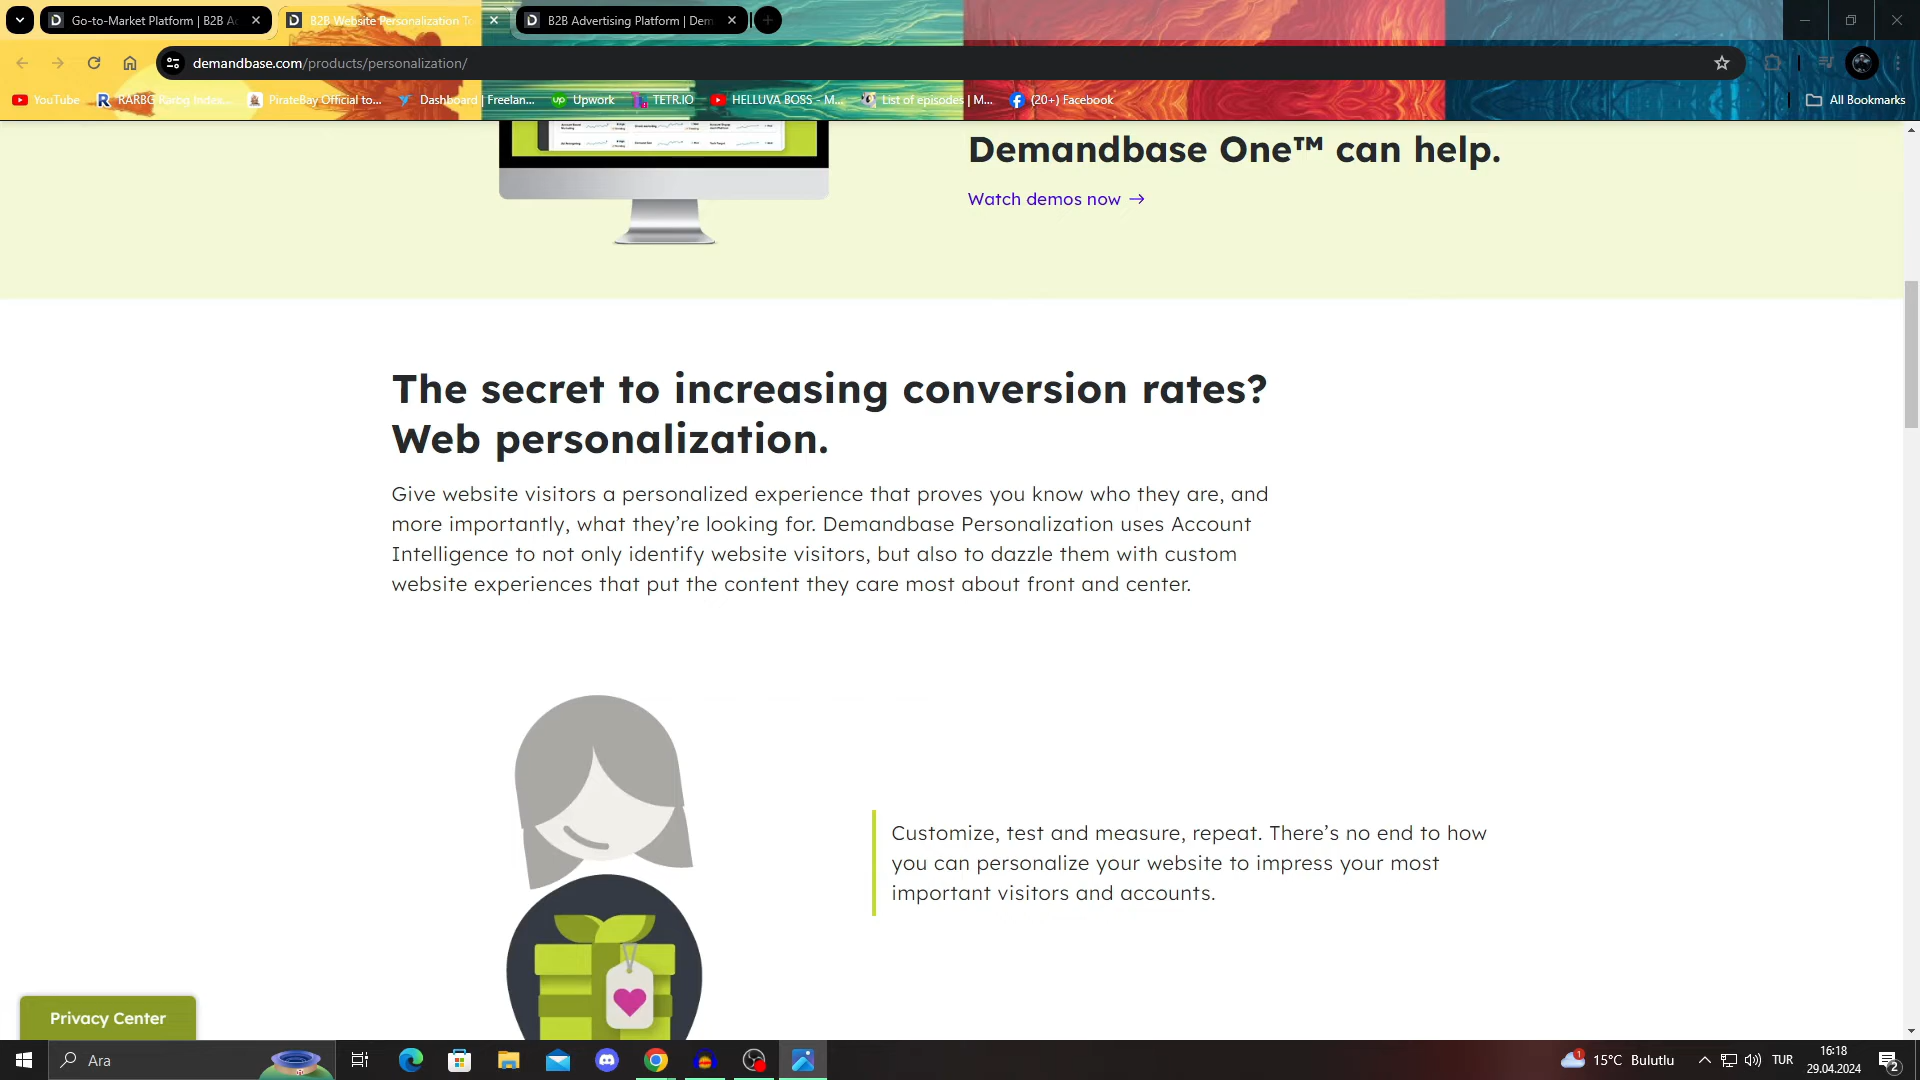 Go-to-Market Platform | B2B Ac
B2B Website Personalization To
B2B Advertising Platform | Dem
demandbase.com/products/personalization/
YouTube
RARBG Rarbg Index...
PirateBay Official to...
Dashboard | Freelan...
Upwork
TETR.IO
HELLUVA BOSS - M...
List of episodes | M...
(20+) Facebook
All Bookmarks
Demandbase One™ can help.
Watch demos now →
The secret to increasing conversion rates?
Web personalization.
Give website visitors a personalized experience that proves you know who they are, and
more importantly, what they’re looking for. Demandbase Personalization uses Account
Intelligence to not only identify website visitors, but also to dazzle them with custom
website experiences that put the content they care most about front and center.
Customize, test and measure, repeat. There’s no end to how
you can personalize your website to impress your most
important visitors and accounts.
Privacy Center
Ara
1
15°C Bulutlu
TUR
16:18
29.04.2024
2